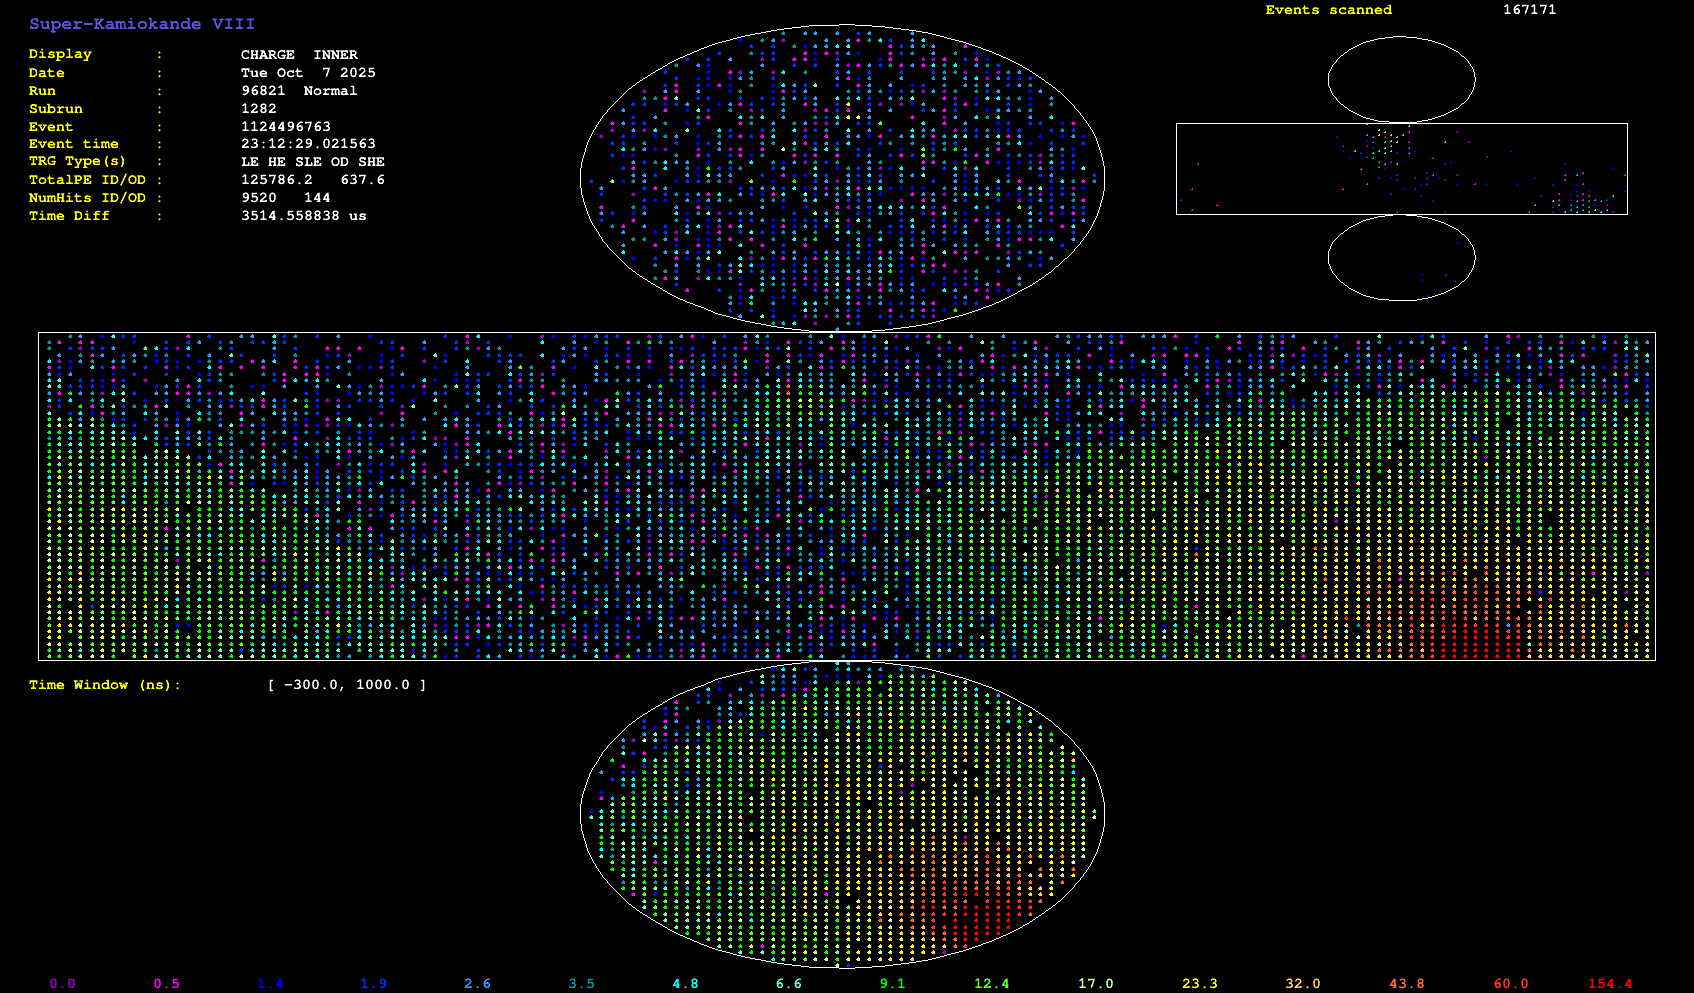 Super-Kamiokande VIII
Events scanned 167171
Display : CHARGE INNER
Date : Tue Oct 7 2025
Run : 96821 Normal
Subrun : 1282
Event : 1124496763
Event time : 23:12:29.021563
TRG Type(s) : LE HE SLE OD SHE
TotalPE ID/OD : 125786.2 637.6
NumHits ID/OD : 9520 144
Time Diff : 3514.558838 us
Time Window (ns): [ -300.0, 1000.0 ]
0.0 0.5 1.4 1.9 2.6 3.5 4.8 6.6 9.1 12.4 17.0 23.3 32.0 43.8 60.0 154.4